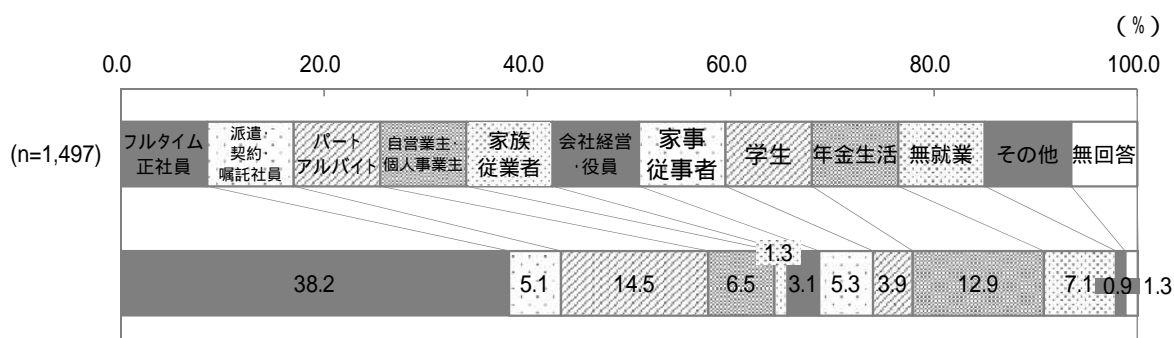 （％）
0.0 20.0 40.0 60.0 80.0 100.0
(n=1,497)
フルタイム
正社員
派遣・
契約・
嘱託社員
パート
アルバイト
自営業主・
個人事業主
家族
従業者
会社経営
・役員
家事
従事者
学生
年金生活
無就業
その他
無回答
38.2 5.1 14.5 6.5 1.3 3.1 5.3 3.9 12.9 7.1 0.9 1.3